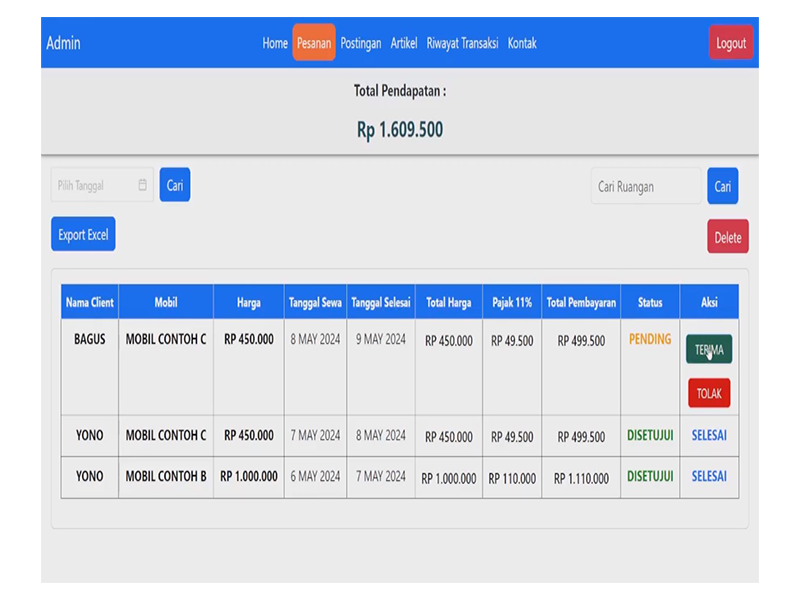 Admin Home Pesanan Postingan Artikel Riwayat Transaksi Kontak Logout
Total Pendapatan :
Rp 1.609.500
Pilih Tanggal Cari Cari Ruangan Cari
Export Excel Delete
Nama Client Mobil Harga Tanggal Sewa Tanggal Selesai Total Harga Pajak 11% Total Pembayaran Status Aksi
BAGUS MOBIL CONTOH C RP 450.000 8 MAY 2024 9 MAY 2024 RP 450.000 RP 49.500 RP 499.500 PENDING TERIMA
TOLAK
YONO MOBIL CONTOH C RP 450.000 7 MAY 2024 8 MAY 2024 RP 450.000 RP 49.500 RP 499.500 DISETUJUI SELESAI
YONO MOBIL CONTOH B RP 1.000.000 6 MAY 2024 7 MAY 2024 RP 1.000.000 RP 110.000 RP 1.110.000 DISETUJUI SELESAI